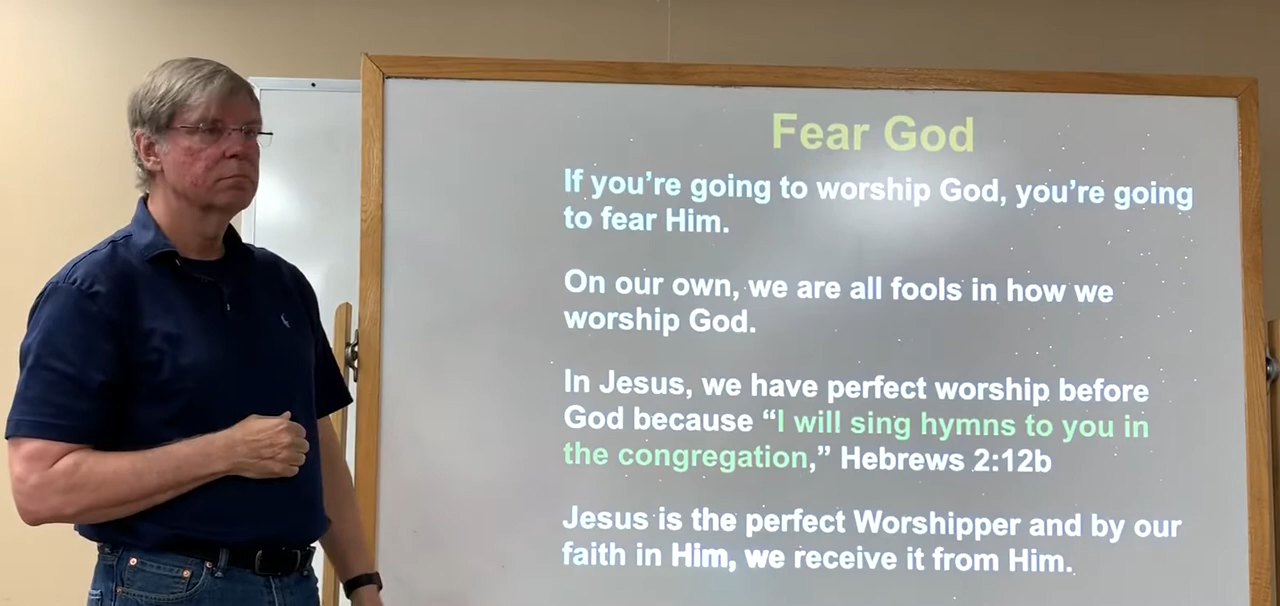 Fear God
If you're going to worship God, you're going
to fear Him.
On our own, we are all fools in how we
worship God.
In Jesus, we have perfect worship before
God because “I will sing hymns to you in
the congregation,” Hebrews 2:12b
Jesus is the perfect Worshipper and by our
faith in Him, we receive it from Him.